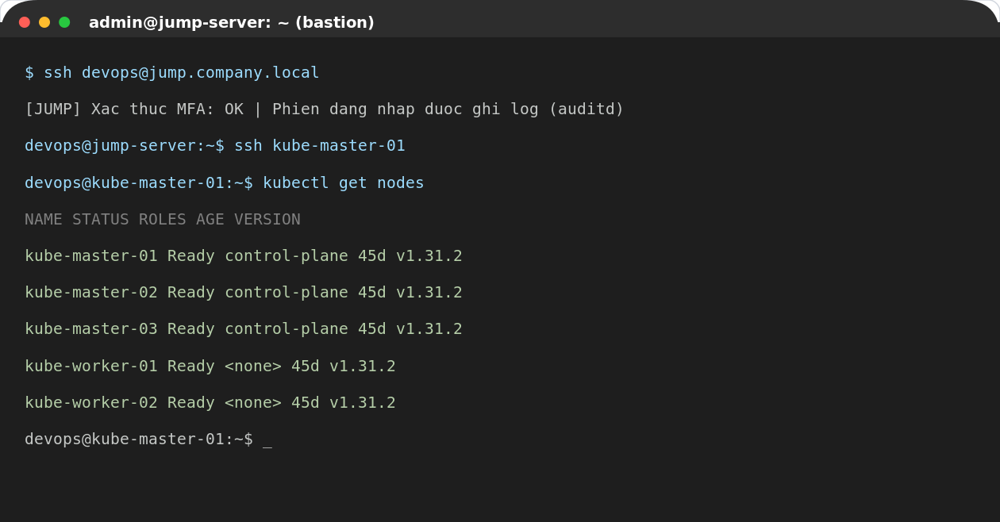 admin@jump-server: ~ (bastion)
$ ssh devops@jump.company.local
[JUMP] Xac thuc MFA: OK | Phien dang nhap duoc ghi log (auditd)
devops@jump-server:~$ ssh kube-master-01
devops@kube-master-01:~$ kubectl get nodes
NAME STATUS ROLES AGE VERSION
kube-master-01 Ready control-plane 45d v1.31.2
kube-master-02 Ready control-plane 45d v1.31.2
kube-master-03 Ready control-plane 45d v1.31.2
kube-worker-01 Ready <none> 45d v1.31.2
kube-worker-02 Ready <none> 45d v1.31.2
devops@kube-master-01:~$ _